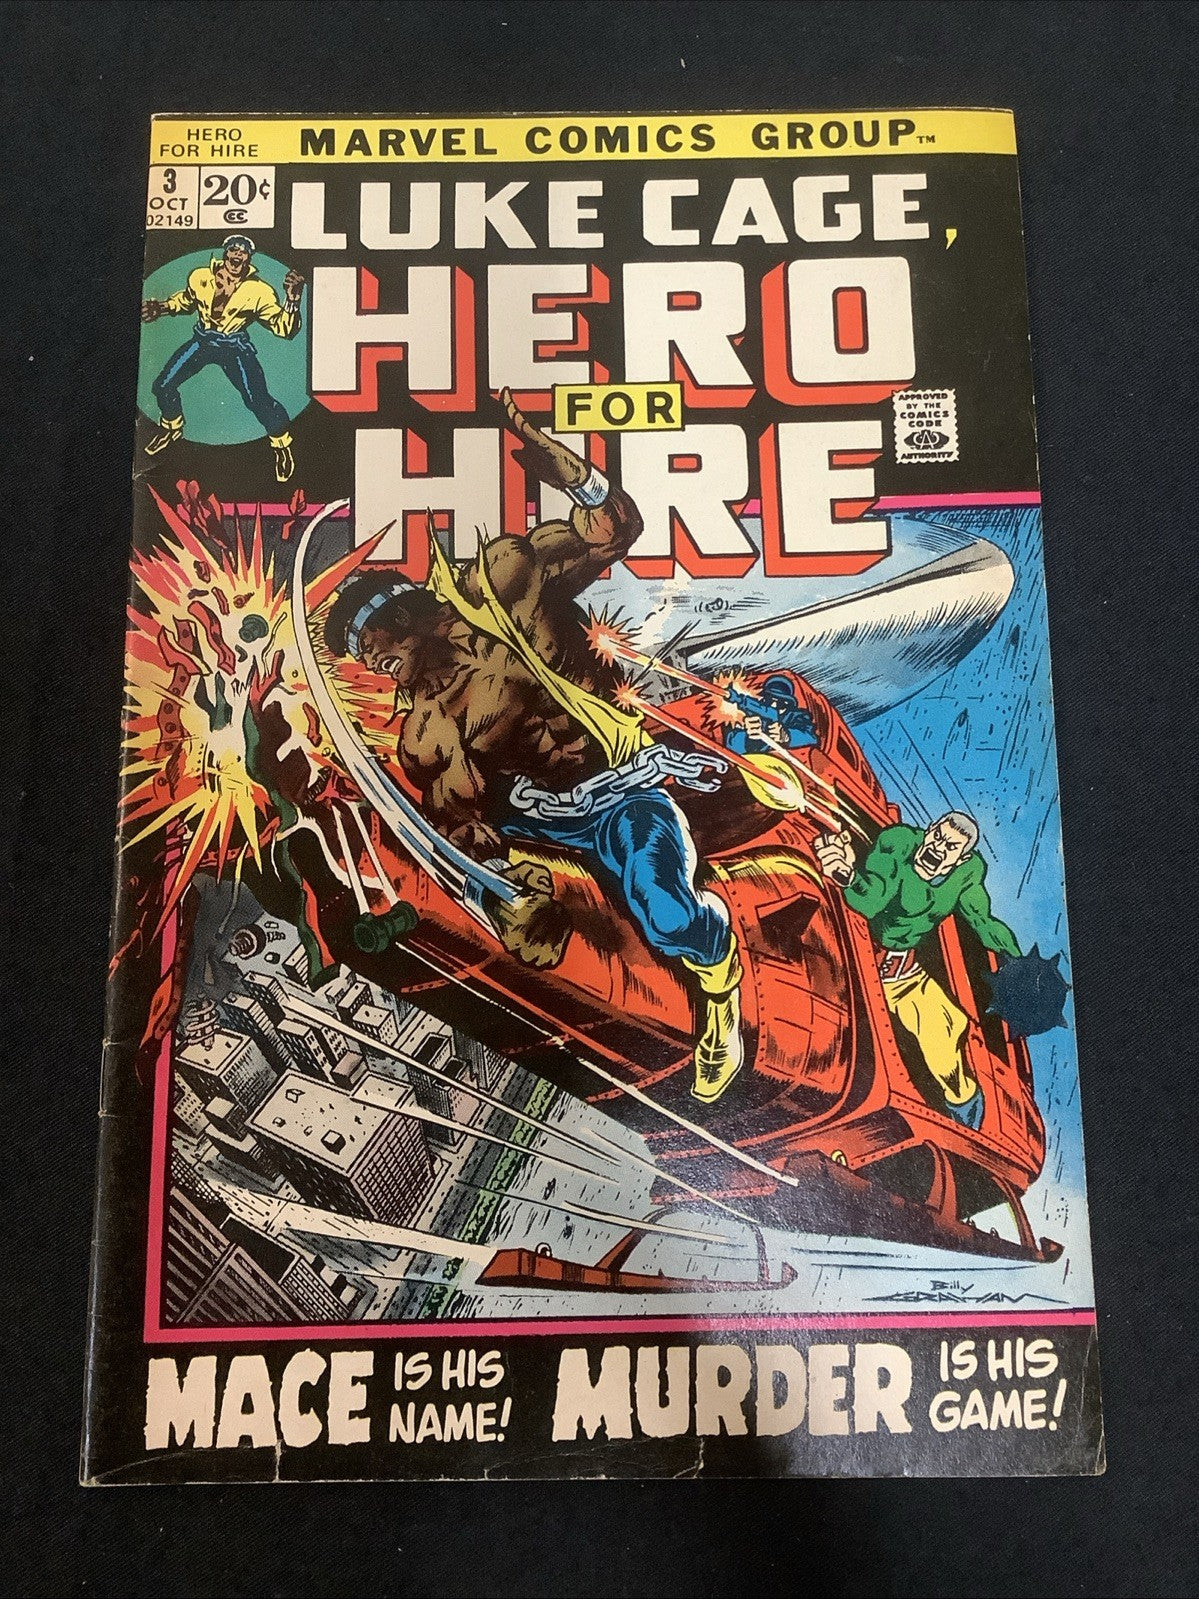 HERO
FOR HIRE
MARVEL COMICS GROUP™
3
OCT
02149
20¢
CC
LUKE CAGE,
HERO
FOR
HIRE
APPROVED
BY THE
COMICS
CODE
CA
AUTHORITY
Billy
GRAHAM
MACE IS HIS NAME!
MURDER IS HIS GAME!